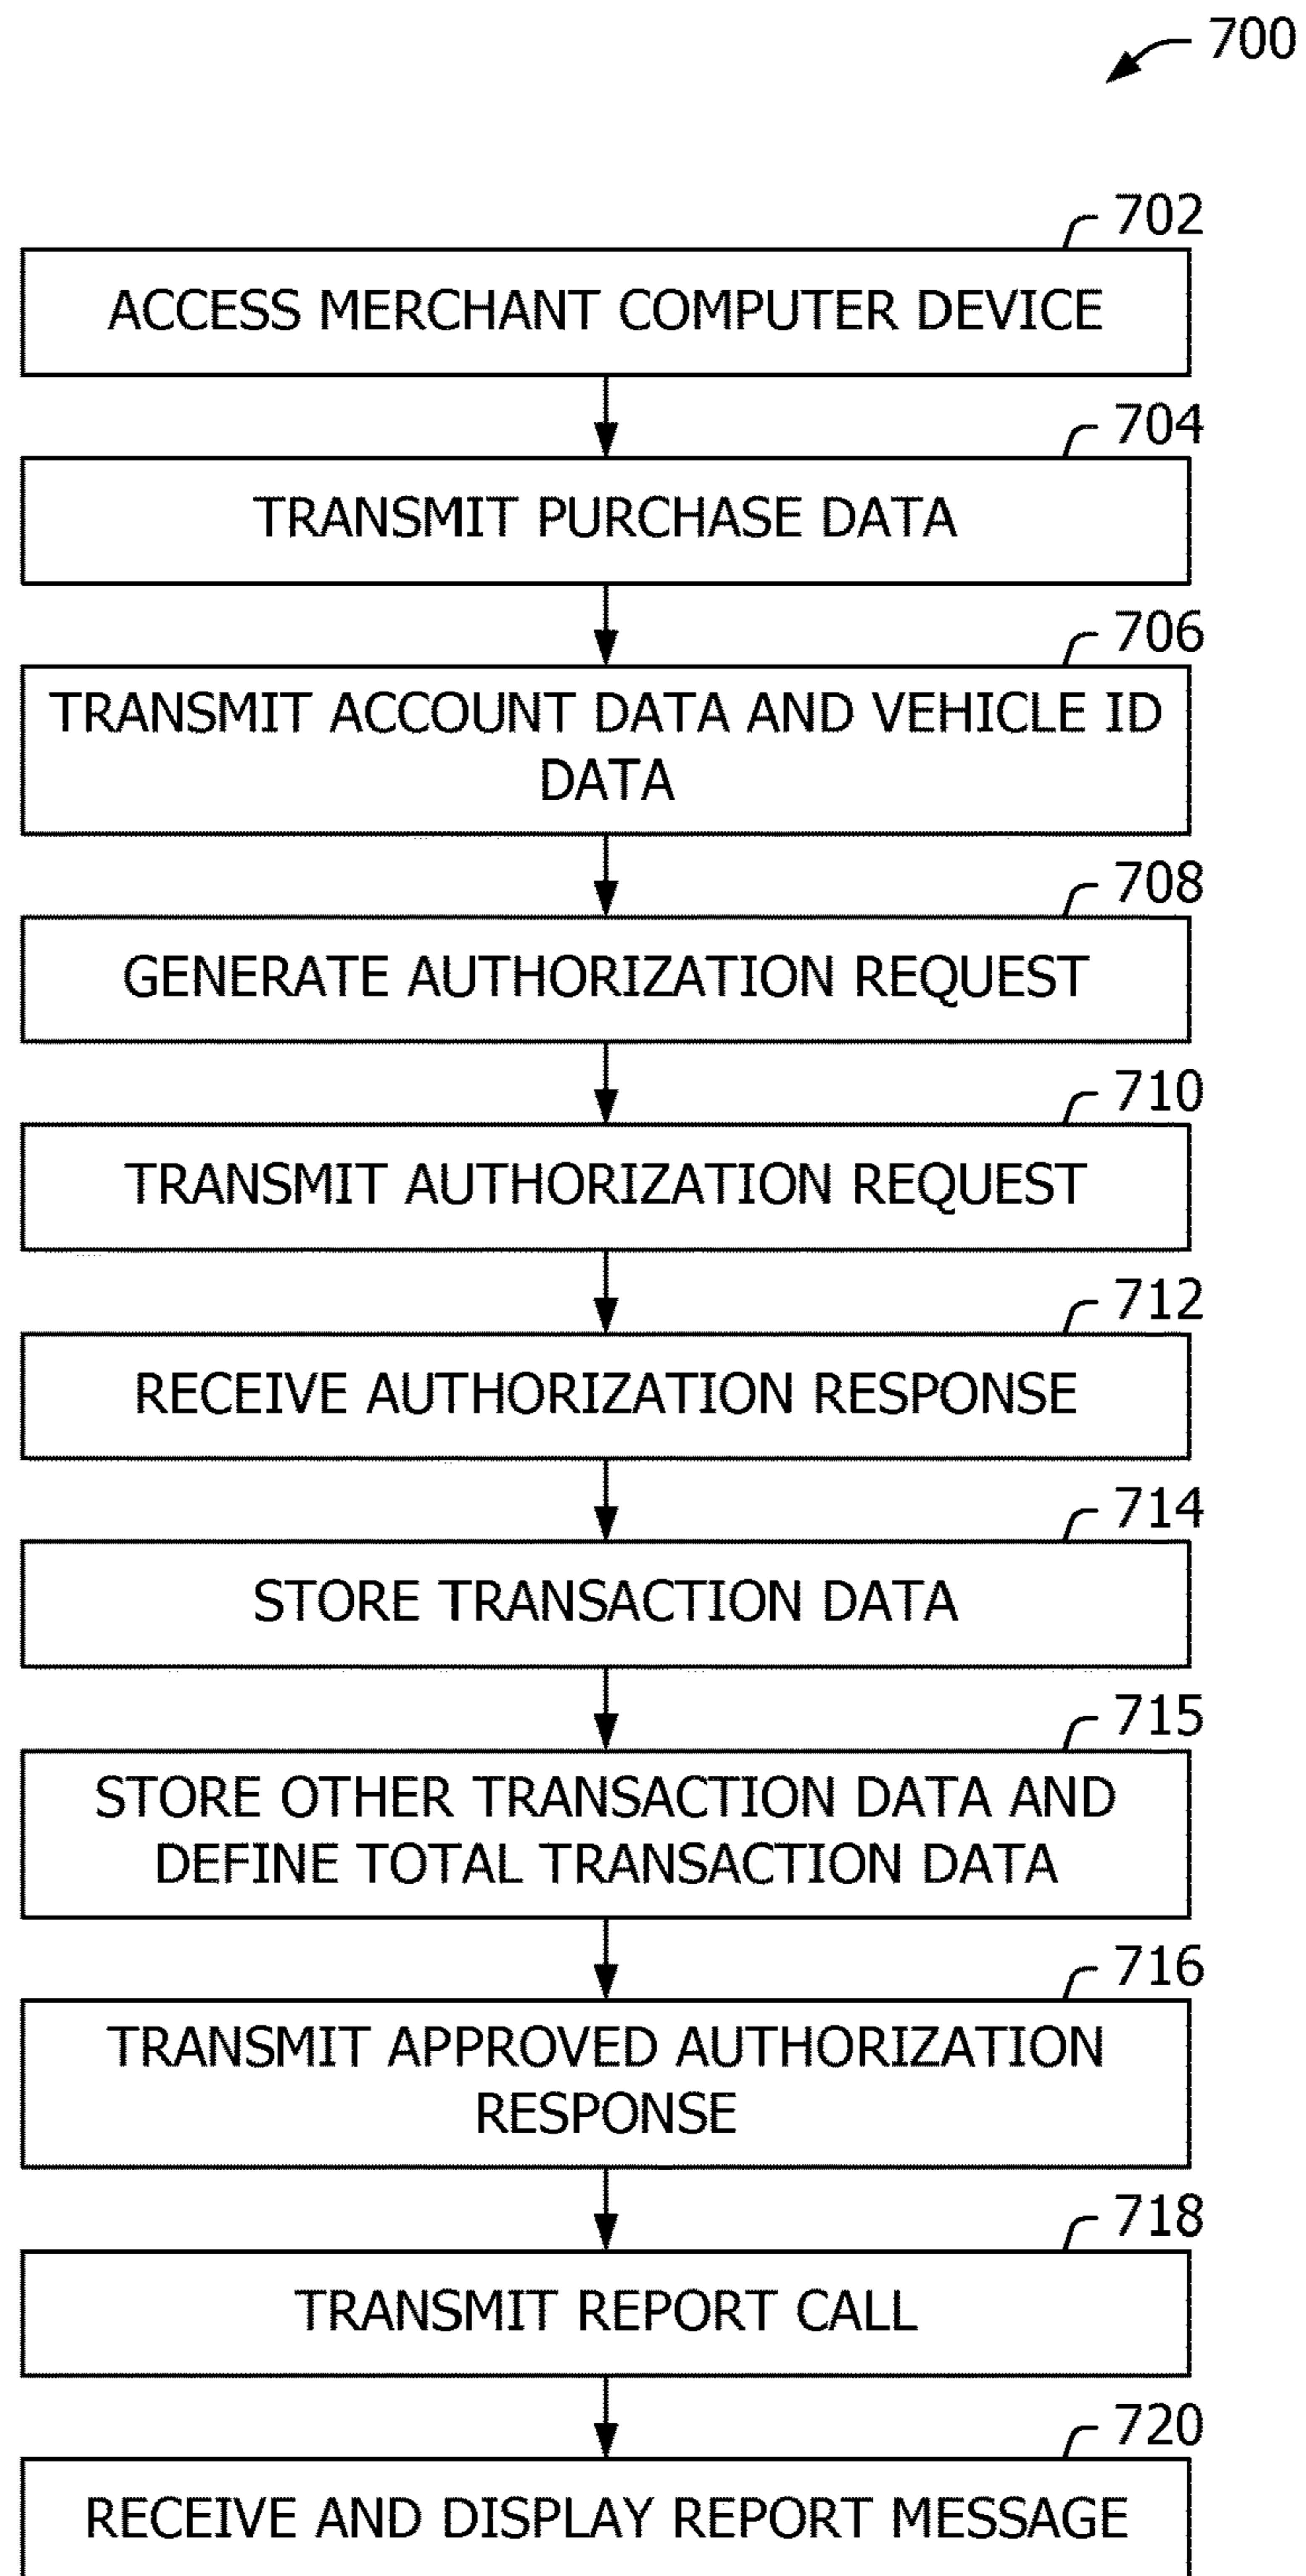 700
702
ACCESS MERCHANT COMPUTER DEVICE
704
TRANSMIT PURCHASE DATA
706
TRANSMIT ACCOUNT DATA AND VEHICLE ID
DATA
708
GENERATE AUTHORIZATION REQUEST
710
TRANSMIT AUTHORIZATION REQUEST
712
RECEIVE AUTHORIZATION RESPONSE
714
STORE TRANSACTION DATA
715
STORE OTHER TRANSACTION DATA AND
DEFINE TOTAL TRANSACTION DATA
716
TRANSMIT APPROVED AUTHORIZATION
RESPONSE
718
TRANSMIT REPORT CALL
720
RECEIVE AND DISPLAY REPORT MESSAGE